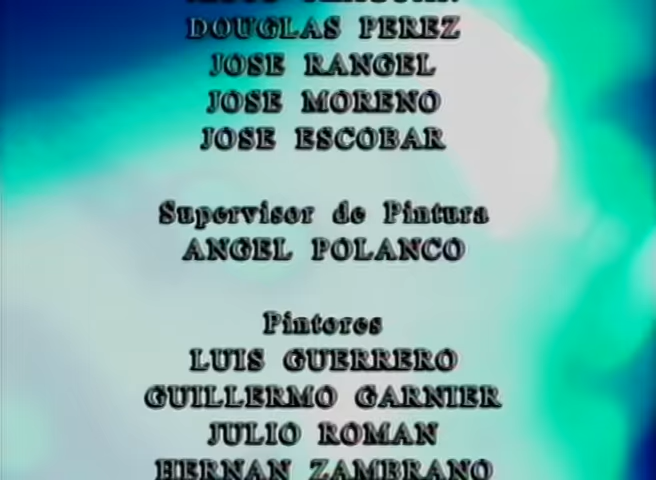 DOUGLAS PEREZ
JOSE RANGEL
JOSE MORENO
JOSE ESCOBAR
Supervisor de Pintura
ANGEL POLANCO
Pintores
LUIS GUERRERO
GUILLERMO GARNIER
JULIO ROMAN
HERNAN ZAMBRANO